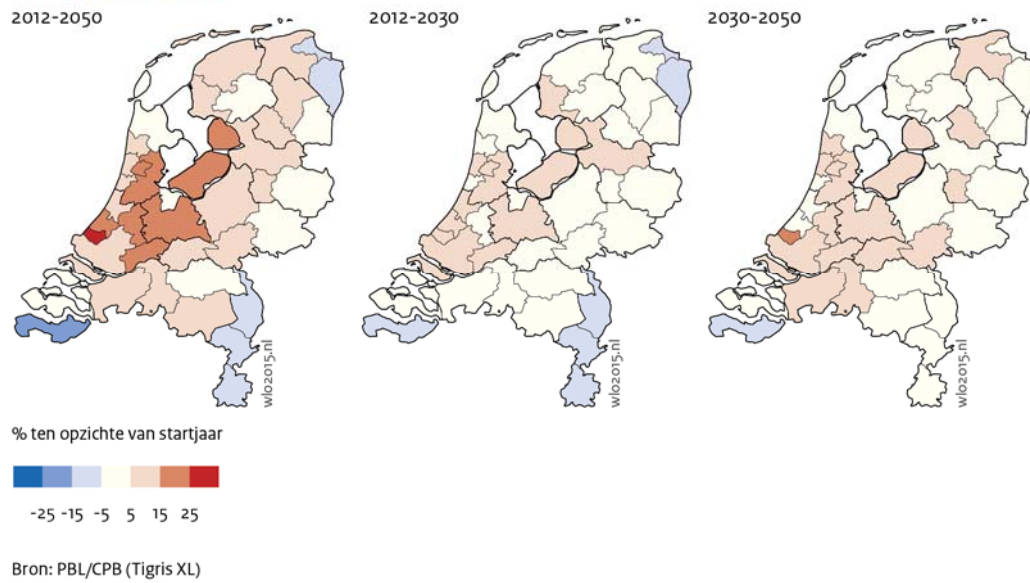 2012-2050
2012-2030
2030-2050
wlo2015.nl
wlo2015.nl
wlo2015.nl
% ten opzichte van startjaar
-25 -15 -5 5 15 25
Bron: PBL/CPB (Tigris XL)